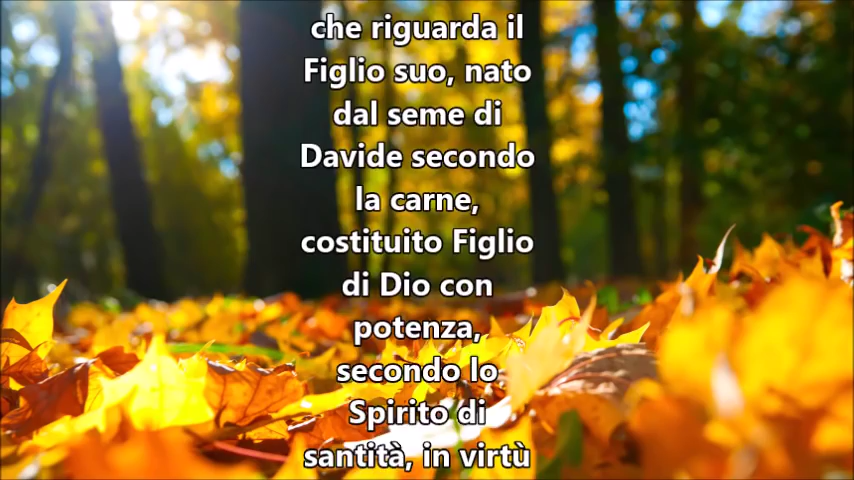 che riguarda il
Figlio suo, nato
dal seme di
Davide secondo
la carne,
costituito Figlio
di Dio con
potenza,
secondo lo
Spirito di
santità, in virtù